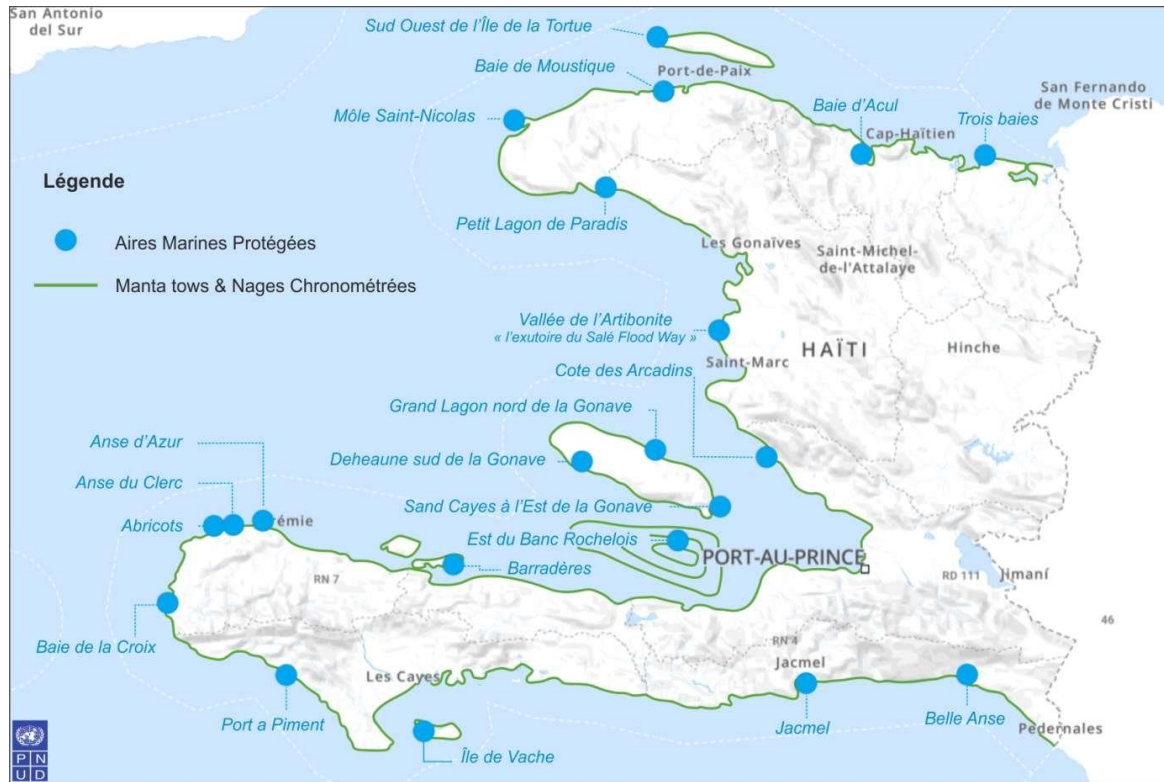 San Antonio
del Sur
Sud Ouest de l'Île de la Tortue
Port-de-Paix
Baie de Moustique
San Fernando
de Monte Cristi
Môle Saint-Nicolas
Baie d'Acul
Cap-Haïtien
Trois baies
Légende
Aires Marines Protégées
Manta tows & Nages Chronométrées
Petit Lagon de Paradis
Les Gonaïves
Saint-Michel-
de-l'Attalaye
Vallée de l'Artibonite
« l'exutoire du Salé Flood Way »
HAÏTI
Hinche
Saint-Marc
Cote des Arcadins
Grand Lagon nord de la Gonave
Anse d'Azur
Deheaune sud de la Gonave
Anse du Clerc
Sand Cayes à l'Est de la Gonave
Abricots
rémie
Est du Banc Rochelois
PORT-AU-PRINCE
Barradères
RN 7
RD 111
Jimaní
46
Baie de la Croix
RN 4
Jacmel
Les Cayes
Port a Piment
Jacmel
Belle Anse
Pedernales
Île de Vache
P N
U D